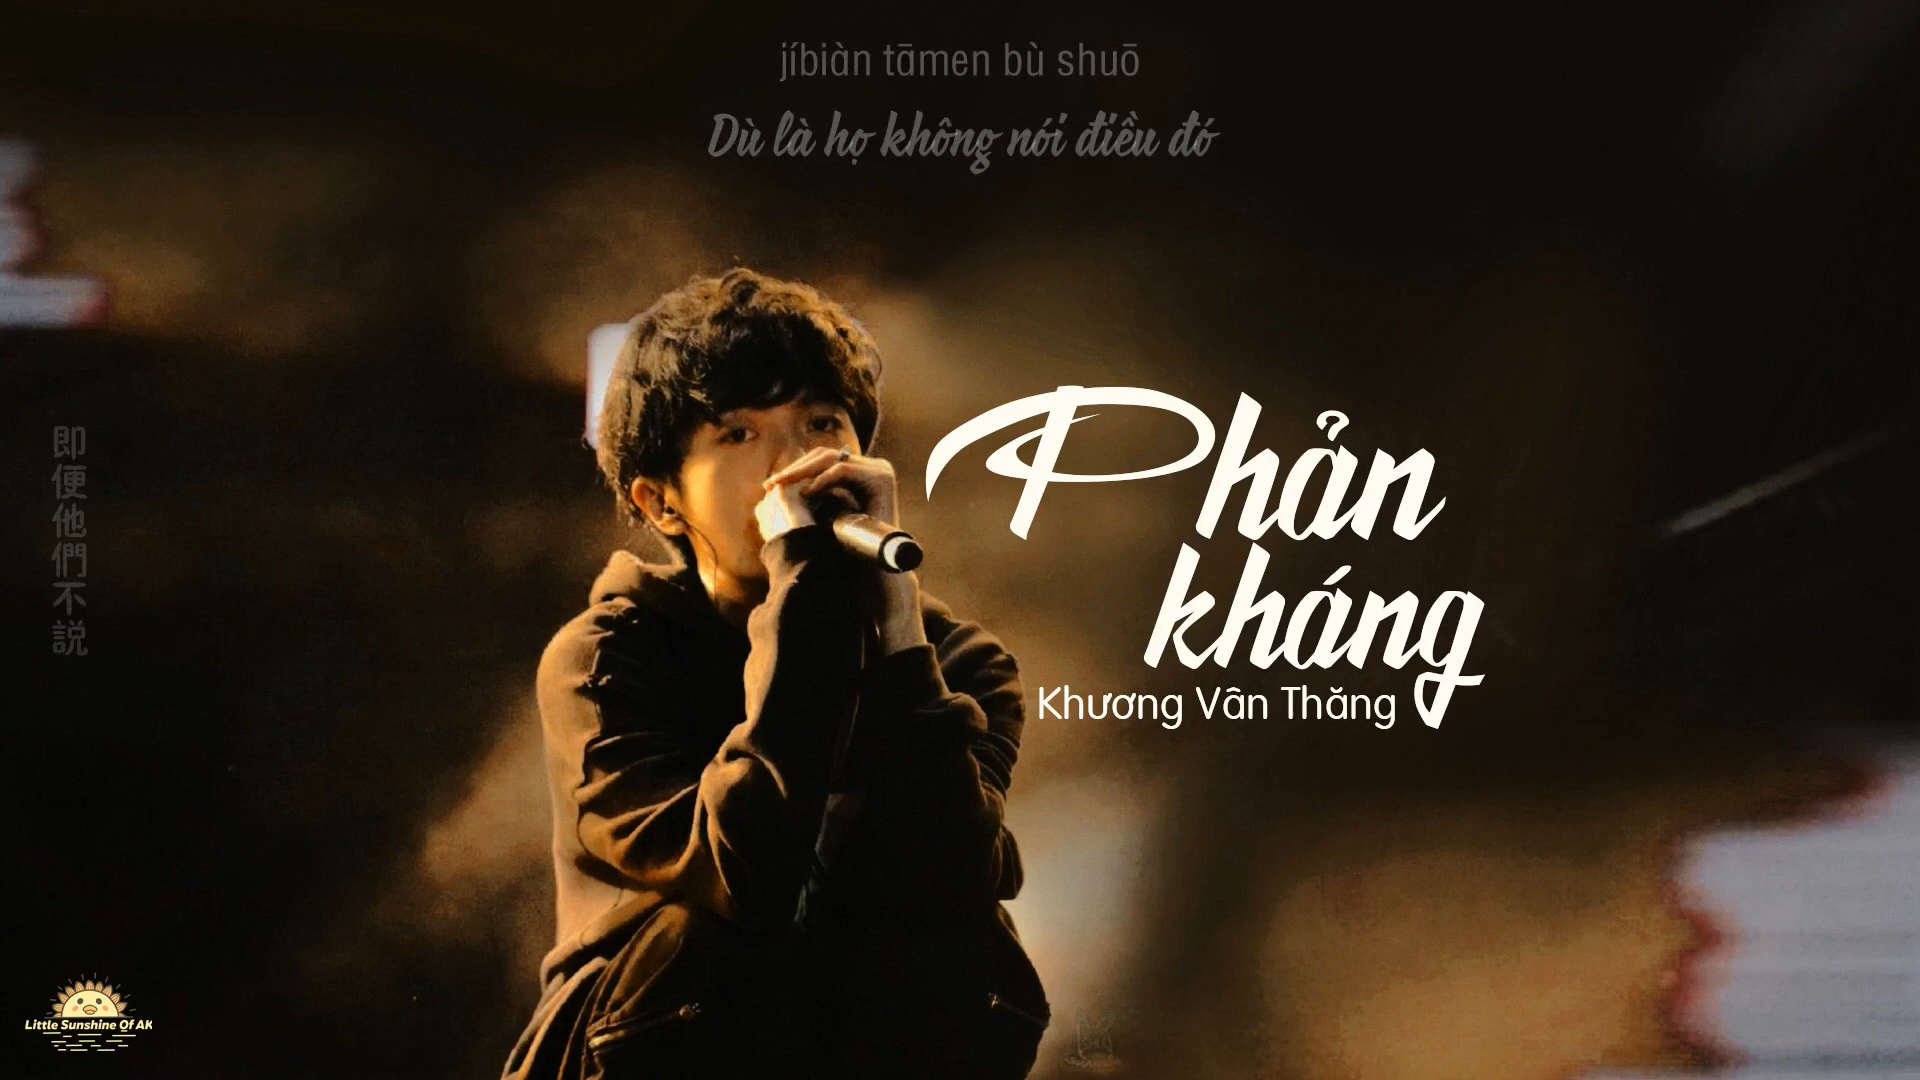 jíbiàn tāmen bù shuō
Dù là họ không nói điều đó
即便他們不説
Phản
kháng
Khương Vân Thăng
Little Sunshine Of AK